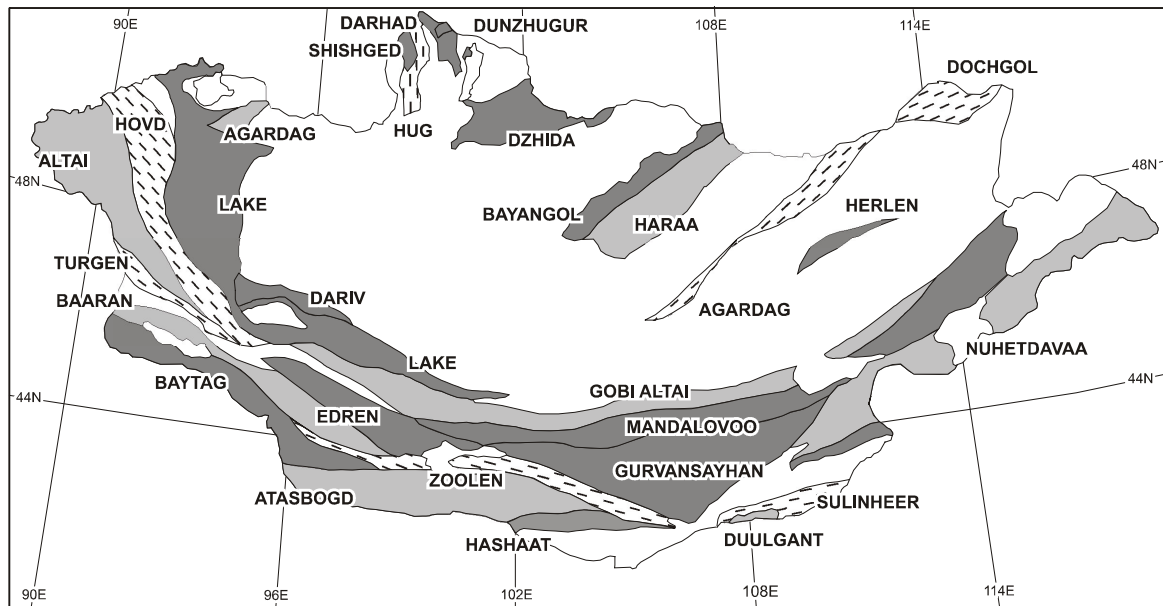 90E
108E
114E
DARHAD
DUNZHUGUR
SHISHGED
DOCHGOL
HOVD
AGARDAG
HUG
DZHIDA
ALTAI
48N
48N
LAKE
BAYANGOL
HARAA
HERLEN
TURGEN
BAARAN
DARIV
AGARDAG
NUHETDAVAA
LAKE
BAYTAG
GOBI ALTAI
44N
44N
EDREN
MANDALOVOO
GURVANSAYHAN
ZOOLEN
ATASBOGD
SULINHEER
HASHAAT
DUULGANT
90E
96E
102E
108E
114E